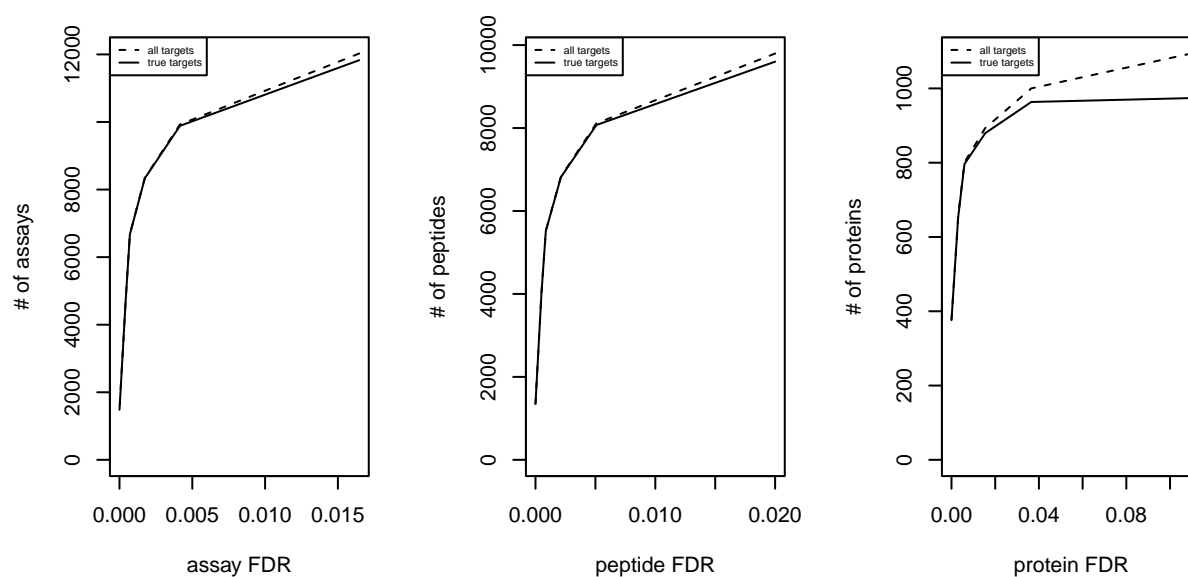 all targets
true targets
# of assays
0
2000
4000
6000
8000
12000
0.000
0.005
0.010
0.015
assay FDR
all targets
true targets
# of peptides
0
2000
4000
6000
8000
10000
0.000
0.010
0.020
peptide FDR
all targets
true targets
# of proteins
0
200
400
600
800
1000
0.00
0.04
0.08
protein FDR